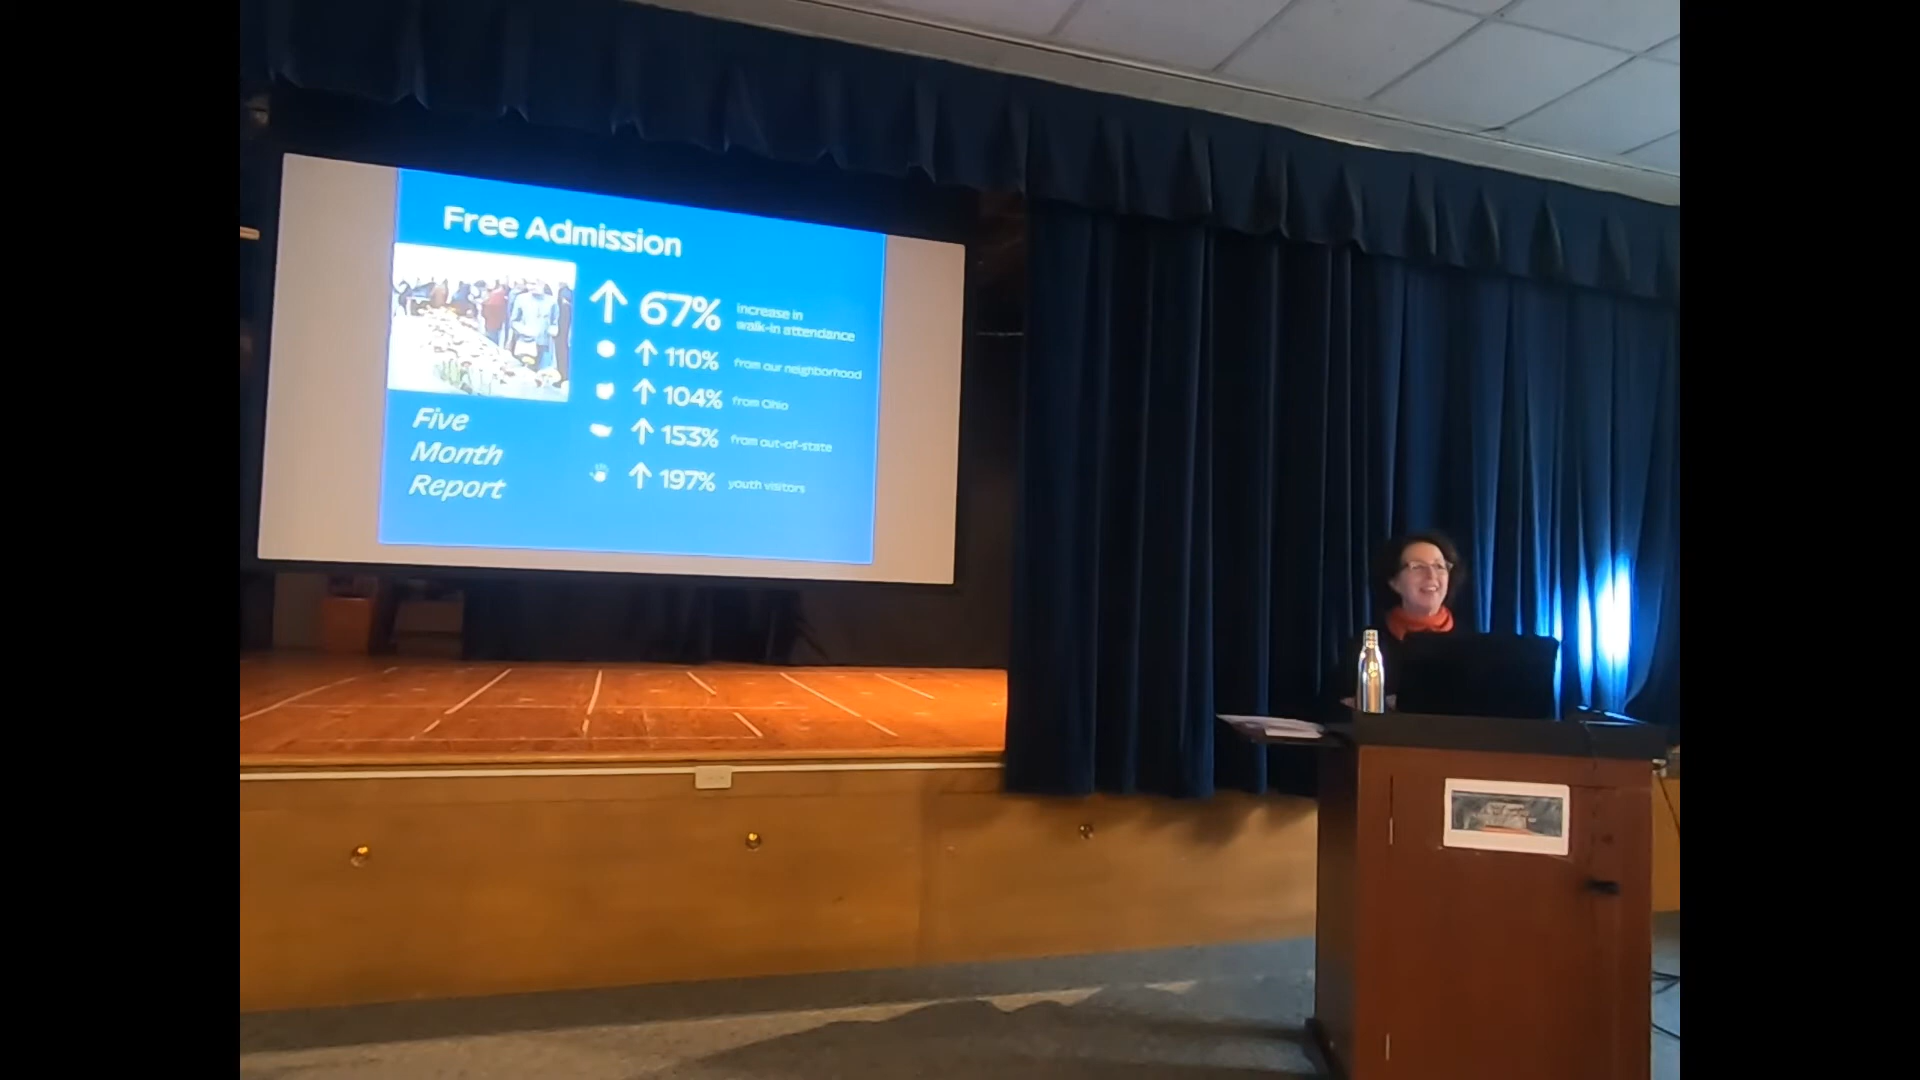 Free Admission
67% increase in
walk-in attendance
110% from our neighborhood
104% from Ohio
153% from out-of-state
197% youth visitors
Five
Month
Report